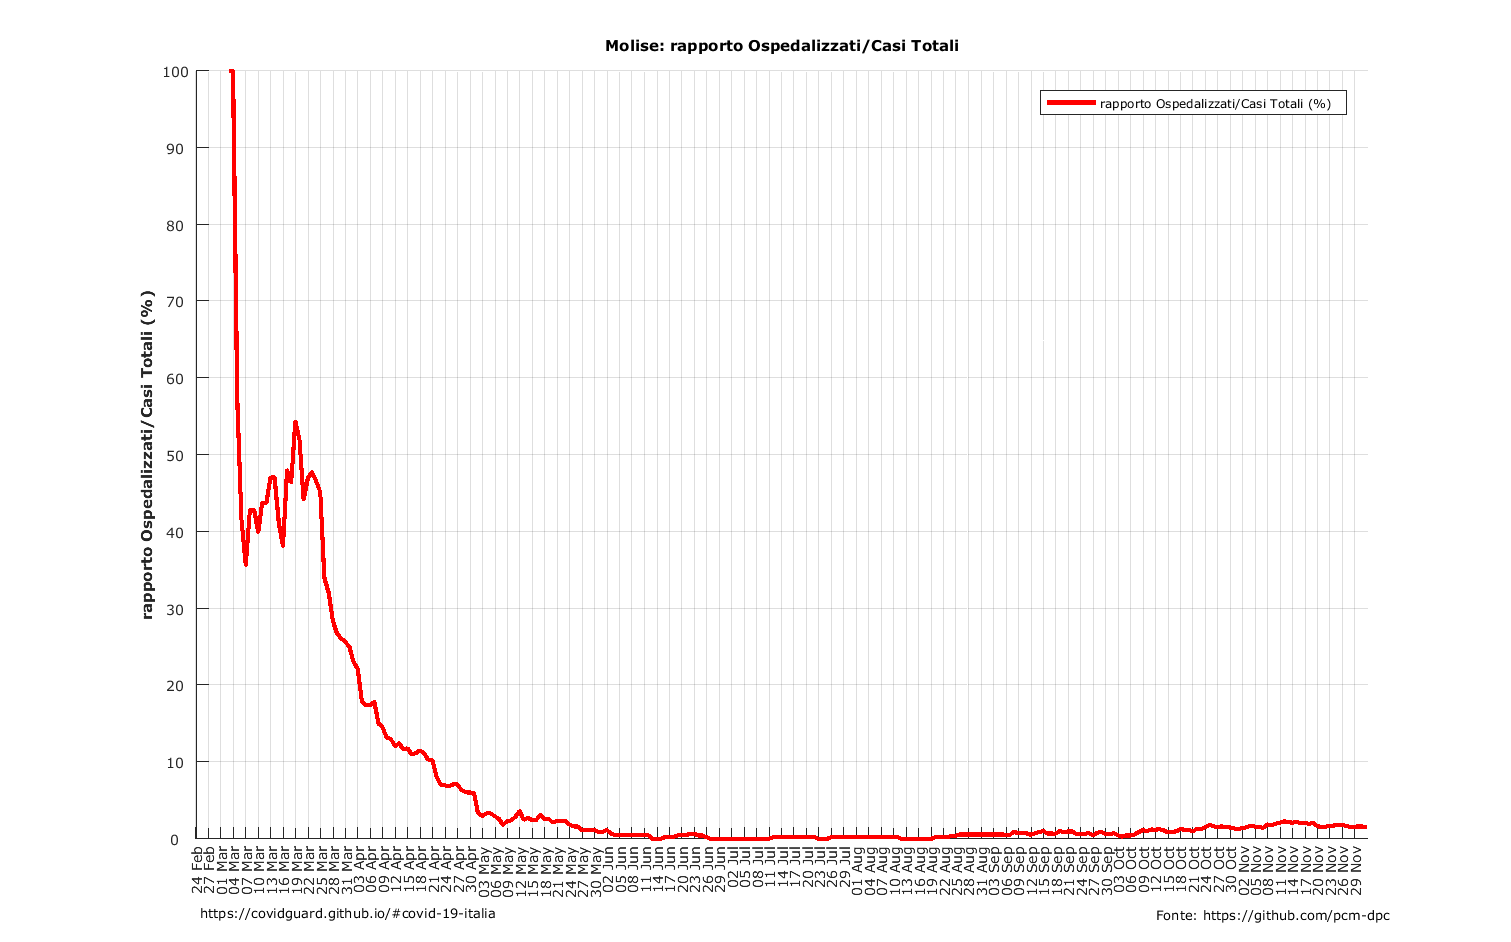 Molise: rapporto Ospedalizzati/Casi Totali
rapporto Ospedalizzati/Casi Totali (%)
rapporto Ospedalizzati/Casi Totali (%)
100
90
80
70
60
50
40
30
20
10
0
24 Feb
27 Feb
01 Mar
04 Mar
07 Mar
10 Mar
13 Mar
16 Mar
19 Mar
22 Mar
25 Mar
28 Mar
31 Mar
03 Apr
06 Apr
09 Apr
12 Apr
15 Apr
18 Apr
21 Apr
24 Apr
27 Apr
30 Apr
03 May
06 May
09 May
12 May
15 May
18 May
21 May
24 May
27 May
30 May
02 Jun
05 Jun
08 Jun
11 Jun
14 Jun
17 Jun
20 Jun
23 Jun
26 Jun
29 Jun
02 Jul
05 Jul
08 Jul
11 Jul
14 Jul
17 Jul
20 Jul
23 Jul
26 Jul
29 Jul
01 Aug
04 Aug
07 Aug
10 Aug
13 Aug
16 Aug
19 Aug
22 Aug
25 Aug
28 Aug
31 Aug
03 Sep
06 Sep
09 Sep
12 Sep
15 Sep
18 Sep
21 Sep
24 Sep
27 Sep
30 Sep
03 Oct
06 Oct
09 Oct
12 Oct
15 Oct
18 Oct
21 Oct
24 Oct
27 Oct
30 Oct
02 Nov
05 Nov
08 Nov
11 Nov
14 Nov
17 Nov
20 Nov
23 Nov
26 Nov
29 Nov
https://covidguard.github.io/#covid-19-italia
Fonte: https://github.com/pcm-dpc